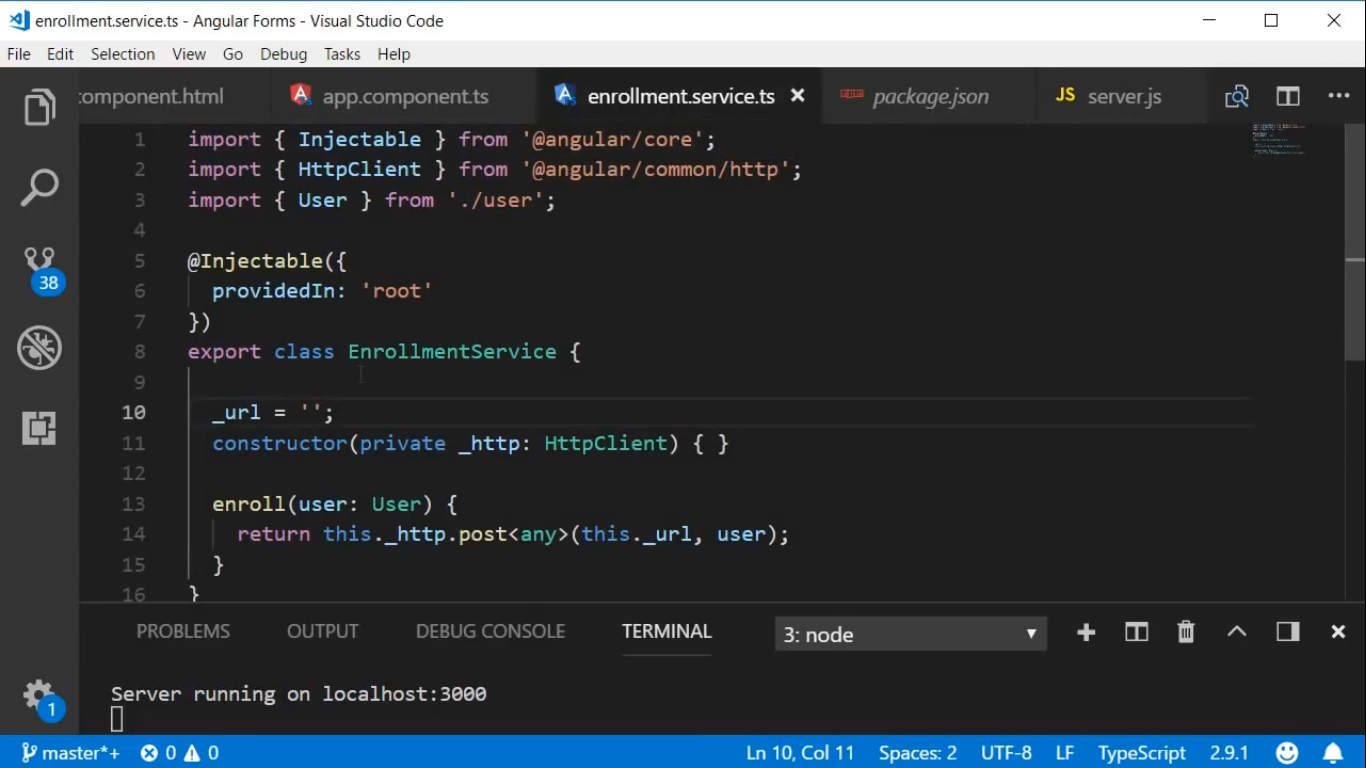 enrollment.service.ts - Angular Forms - Visual Studio Code
File Edit Selection View Go Debug Tasks Help
component.html app.component.ts enrollment.service.ts package.json JS server.js
1 import { Injectable } from '@angular/core';
2 import { HttpClient } from '@angular/common/http';
3 import { User } from './user';
4
5 @Injectable({
6 providedIn: 'root'
7 })
8 export class EnrollmentService {
9
10 _url = '';
11 constructor(private _http: HttpClient) { }
12
13 enroll(user: User) {
14 return this._http.post<any>(this._url, user);
15 }
16 }
38
PROBLEMS OUTPUT DEBUG CONSOLE TERMINAL 3: node
Server running on localhost:3000
1
master*+ 0 0 Ln 10, Col 11 Spaces: 2 UTF-8 LF TypeScript 2.9.1